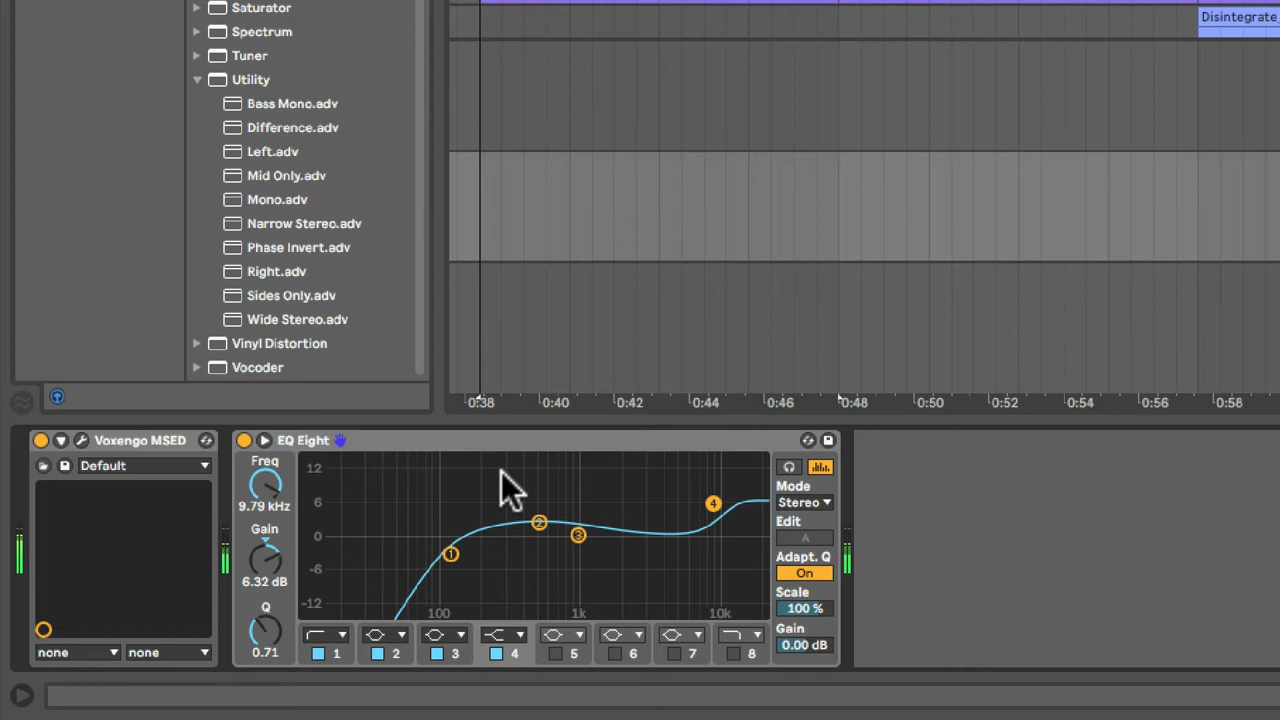 Saturator
Spectrum
Tuner
Utility
Bass Mono.adv
Difference.adv
Left.adv
Mid Only.adv
Mono.adv
Narrow Stereo.adv
Phase Invert.adv
Right.adv
Sides Only.adv
Wide Stereo.adv
Vinyl Distortion
Vocoder
Disintegrate
0:38 0:40 0:42 0:44 0:46 0:48 0:50 0:52 0:54 0:56 0:58
Voxengo MSED
Default
none none
EQ Eight
Freq
9.79 kHz
Gain
6.32 dB
Q
0.71
12
6
0
-6
-12
100 1k 10k
1 2 3 4
1 2 3 4 5 6 7 8
Mode
Stereo
Edit
A
Adapt. Q
On
Scale
100 %
Gain
0.00 dB